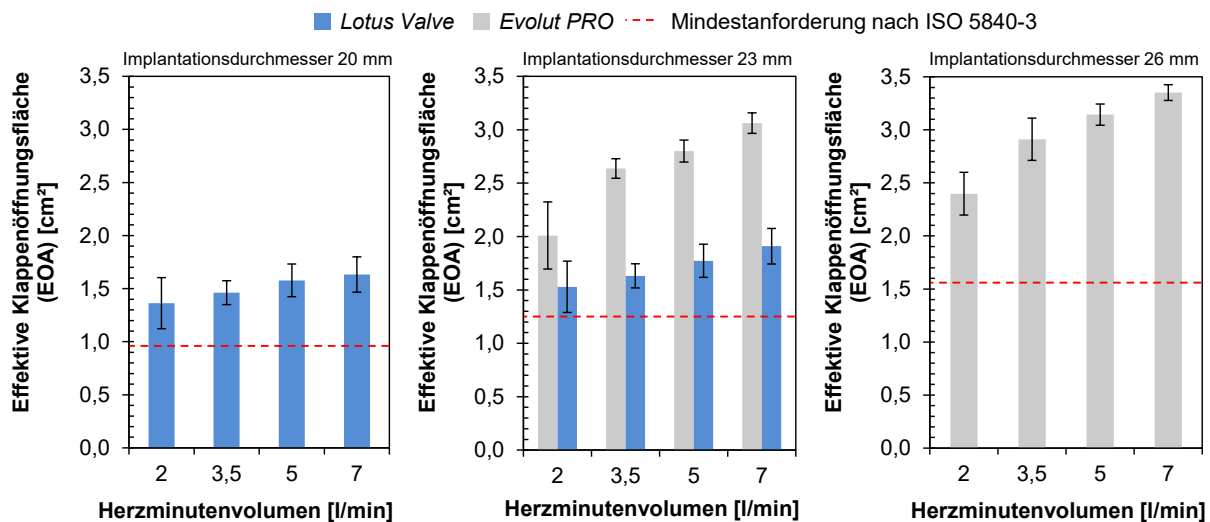 Lotus Valve Evolut PRO Mindestanforderung nach ISO 5840-3
Implantationsdurchmesser 20 mm
Effektive Klappenöffnungsfläche
(EOA) [cm²]
3,5
3,0
2,5
2,0
1,5
1,0
0,5
0,0
2 3,5 5 7
Herzminutenvolumen [l/min]
Implantationsdurchmesser 23 mm
Effektive Klappenöffnungsfläche
(EOA) [cm²]
3,5
3,0
2,5
2,0
1,5
1,0
0,5
0,0
2 3,5 5 7
Herzminutenvolumen [l/min]
Implantationsdurchmesser 26 mm
Effektive Klappenöffnungsfläche
(EOA) [cm²]
3,5
3,0
2,5
2,0
1,5
1,0
0,5
0,0
2 3,5 5 7
Herzminutenvolumen [l/min]